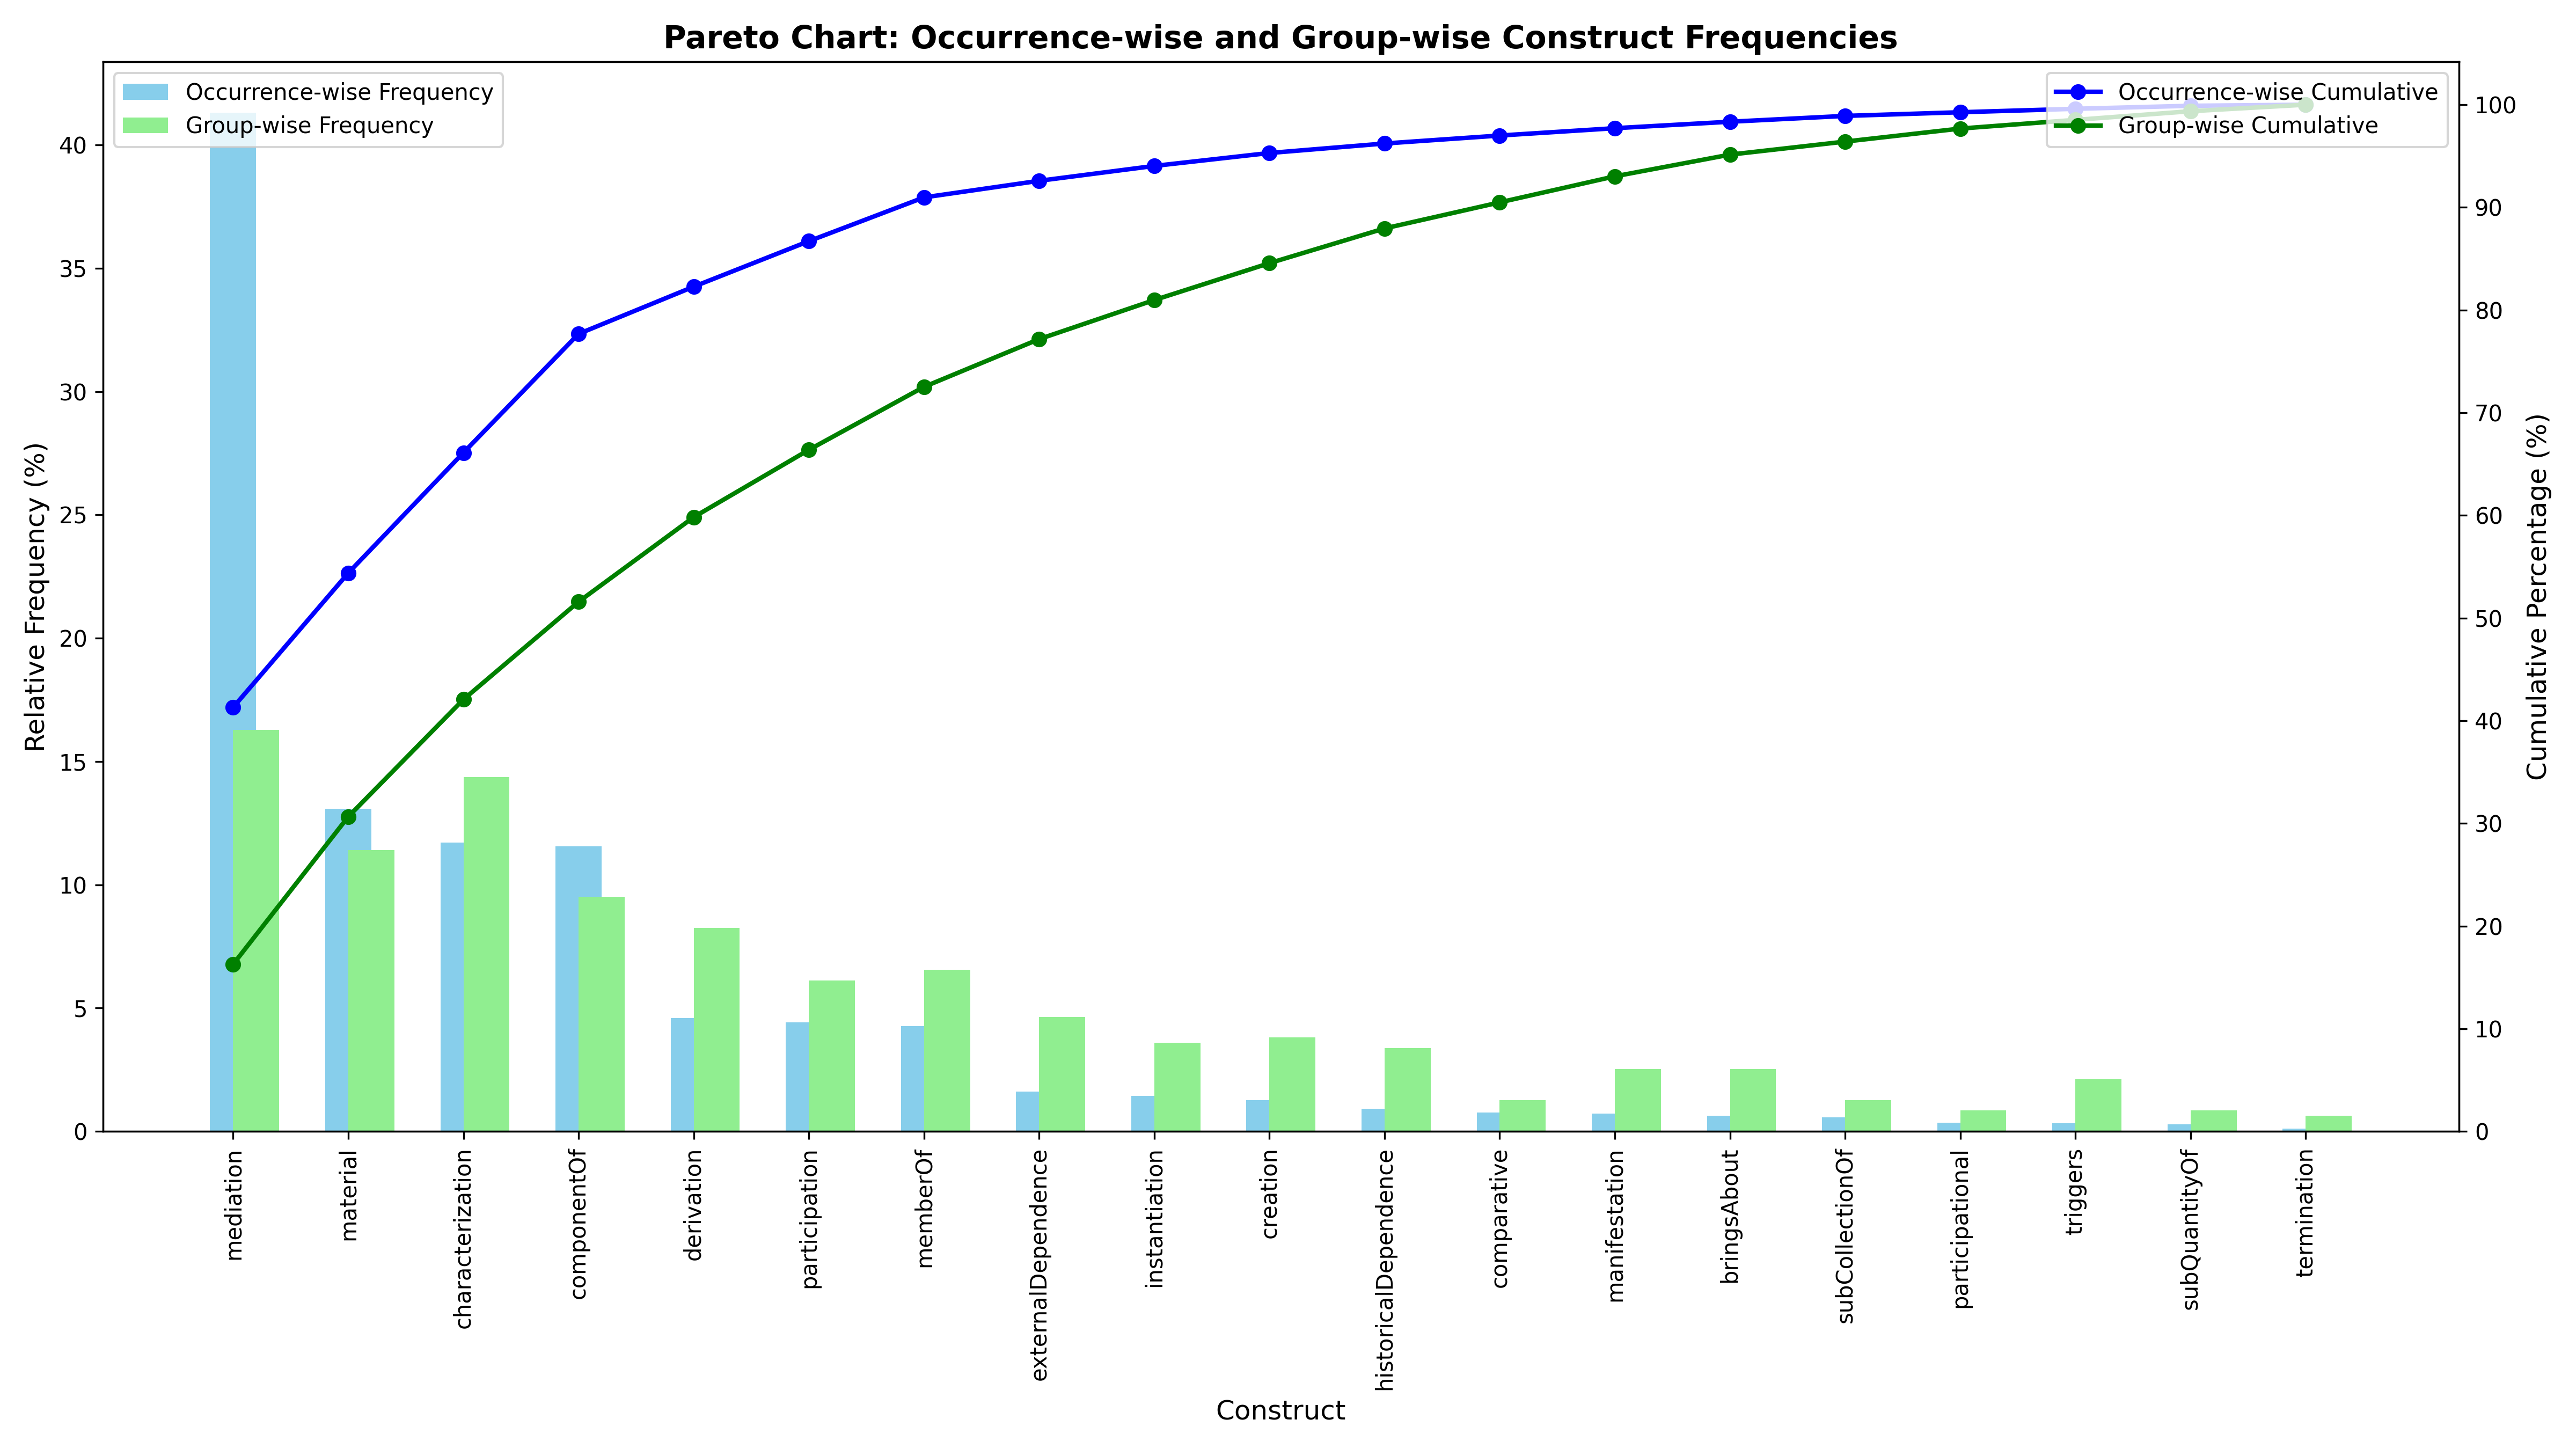 Pareto Chart: Occurrence-wise and Group-wise Construct Frequencies
Occurrence-wise Frequency
Group-wise Frequency
Occurrence-wise Cumulative
Group-wise Cumulative
Relative Frequency (%)
40
35
30
25
20
15
10
5
0
Cumulative Percentage (%)
100
90
80
70
60
50
40
30
20
10
0
mediation
material
characterization
componentOf
derivation
participation
memberOf
externalDependence
instantiation
creation
historicalDependence
comparative
manifestation
bringsAbout
subCollectionOf
participational
triggers
subQuantityOf
termination
Construct